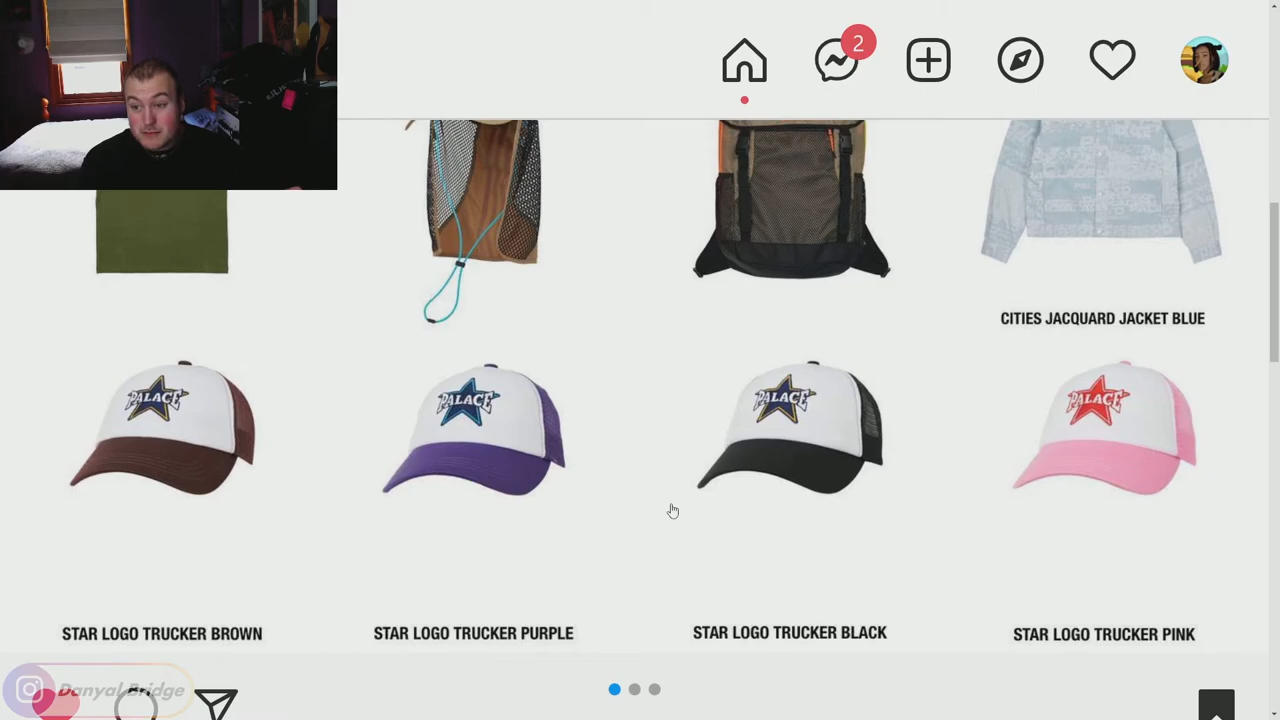 2
CITIES JACQUARD JACKET BLUE
PALACE
PALACE
PALACE
PALACE
STAR LOGO TRUCKER BROWN
STAR LOGO TRUCKER PURPLE
STAR LOGO TRUCKER BLACK
STAR LOGO TRUCKER PINK
Danyal Bridge